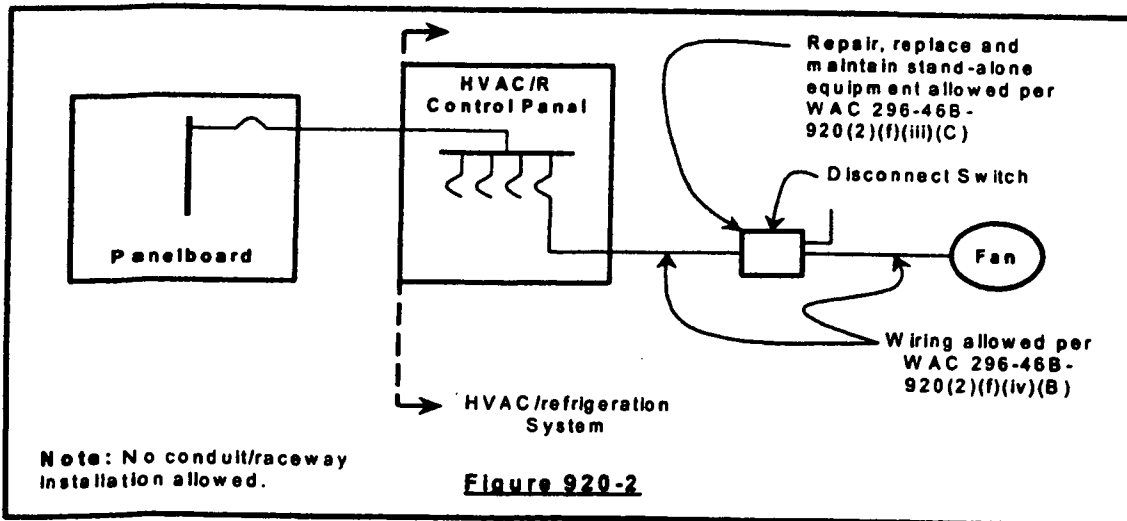 Repair, replace and
maintain stand-alone
equipment allowed per
WAC 296-46B-
920(2)(f)(iii)(C)
HVAC/R
Control Panel
Disconnect Switch
Panelboard
Fan
Wiring allowed per
WAC 296-46B-
920(2)(f)(iv)(B)
HVAC/refrigeration
System
Note: No conduit/raceway
installation allowed.
Figure 920-2